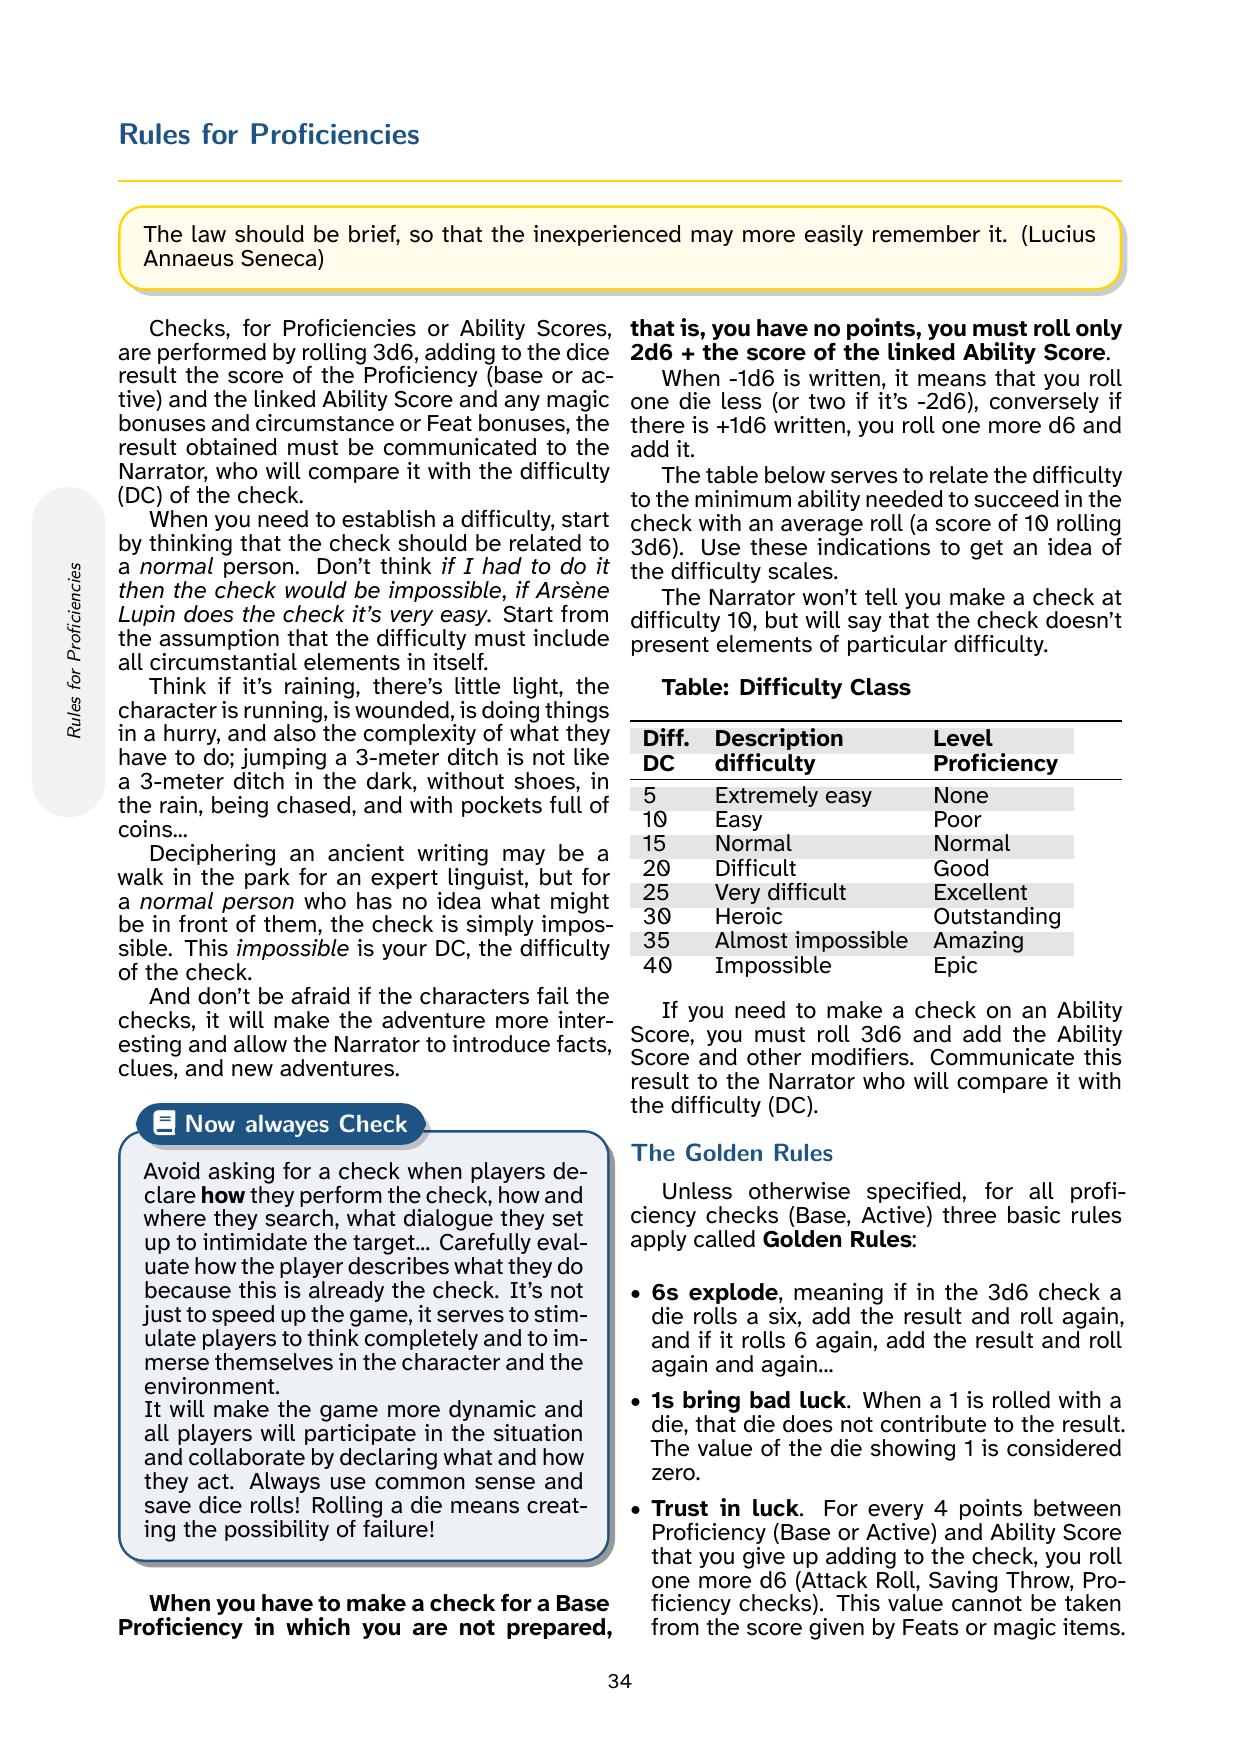 Rules for Proficiencies
The law should be brief, so that the inexperienced may more easily remember it. (Lucius
Annaeus Seneca)
Checks, for Proficiencies or Ability Scores,
are performed by rolling 3d6, adding to the dice
result the score of the Proficiency (base or ac-
tive) and the linked Ability Score and any magic
bonuses and circumstance or Feat bonuses, the
result obtained must be communicated to the
Narrator, who will compare it with the difficulty
(DC) of the check.
When you need to establish a difficulty, start
by thinking that the check should be related to
a normal person. Don't think if I had to do it
then the check would be impossible, if Arsène
Lupin does the check it's very easy. Start from
the assumption that the difficulty must include
all circumstantial elements in itself.
Think if it's raining, there's little light, the
character is running, is wounded, is doing things
in a hurry, and also the complexity of what they
have to do; jumping a 3-meter ditch is not like
a 3-meter ditch in the dark, without shoes, in
the rain, being chased, and with pockets full of
coins...
Deciphering an ancient writing may be a
walk in the park for an expert linguist, but for
a normal person who has no idea what might
be in front of them, the check is simply impos-
sible. This impossible is your DC, the difficulty
of the check.
And don't be afraid if the characters fail the
checks, it will make the adventure more inter-
esting and allow the Narrator to introduce facts,
clues, and new adventures.
Now alwayes Check
Avoid asking for a check when players de-
clare how they perform the check, how and
where they search, what dialogue they set
up to intimidate the target... Carefully eval-
uate how the player describes what they do
because this is already the check. It's not
just to speed up the game, it serves to stim-
ulate players to think completely and to im-
merse themselves in the character and the
environment.
It will make the game more dynamic and
all players will participate in the situation
and collaborate by declaring what and how
they act. Always use common sense and
save dice rolls! Rolling a die means creat-
ing the possibility of failure!
When you have to make a check for a Base
Proficiency in which you are not prepared,
that is, you have no points, you must roll only
2d6 + the score of the linked Ability Score.
When -1d6 is written, it means that you roll
one die less (or two if it's -2d6), conversely if
there is +1d6 written, you roll one more d6 and
add it.
The table below serves to relate the difficulty
to the minimum ability needed to succeed in the
check with an average roll (a score of 10 rolling
3d6). Use these indications to get an idea of
the difficulty scales.
The Narrator won't tell you make a check at
difficulty 10, but will say that the check doesn't
present elements of particular difficulty.
Table: Difficulty Class
Diff. Description Level
DC difficulty Proficiency
5 Extremely easy None
10 Easy Poor
15 Normal Normal
20 Difficult Good
25 Very difficult Excellent
30 Heroic Outstanding
35 Almost impossible Amazing
40 Impossible Epic
If you need to make a check on an Ability
Score, you must roll 3d6 and add the Ability
Score and other modifiers. Communicate this
result to the Narrator who will compare it with
the difficulty (DC).
The Golden Rules
Unless otherwise specified, for all profi-
ciency checks (Base, Active) three basic rules
apply called Golden Rules:
• 6s explode, meaning if in the 3d6 check a
die rolls a six, add the result and roll again,
and if it rolls 6 again, add the result and roll
again and again...
• 1s bring bad luck. When a 1 is rolled with a
die, that die does not contribute to the result.
The value of the die showing 1 is considered
zero.
• Trust in luck. For every 4 points between
Proficiency (Base or Active) and Ability Score
that you give up adding to the check, you roll
one more d6 (Attack Roll, Saving Throw, Pro-
ficiency checks). This value cannot be taken
from the score given by Feats or magic items.
Rules for Proficiencies
34